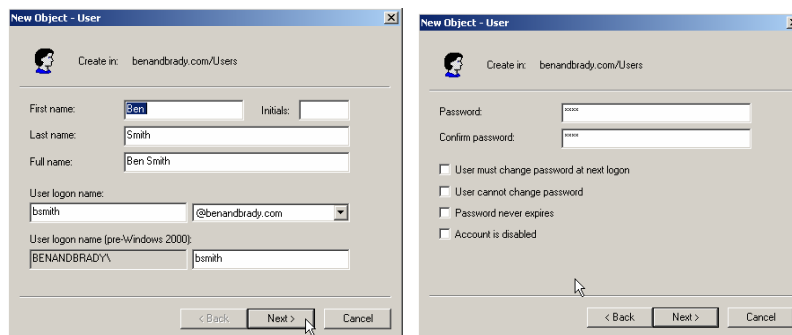 New Object - User
Create in: benandbrady.com/Users
First name: Ben Initials:
Last name: Smith
Full name: Ben Smith
User logon name:
bsmith @benandbrady.com
User logon name (pre-Windows 2000):
BENANDBRADY\ bsmith
< Back Next > Cancel
New Object - User
Create in: benandbrady.com/Users
Password: xxxx
Confirm password: xxxx
User must change password at next logon
User cannot change password
Password never expires
Account is disabled
< Back Next > Cancel